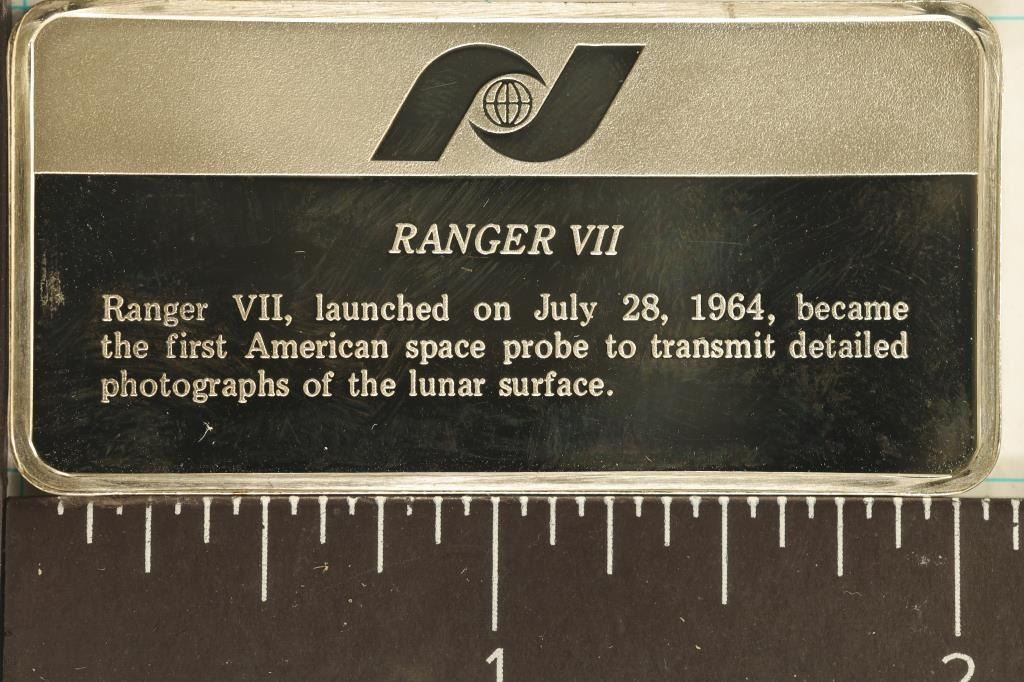 RANGER VII
Ranger VII, launched on July 28, 1964, became
the first American space probe to transmit detailed
photographs of the lunar surface.
1 2